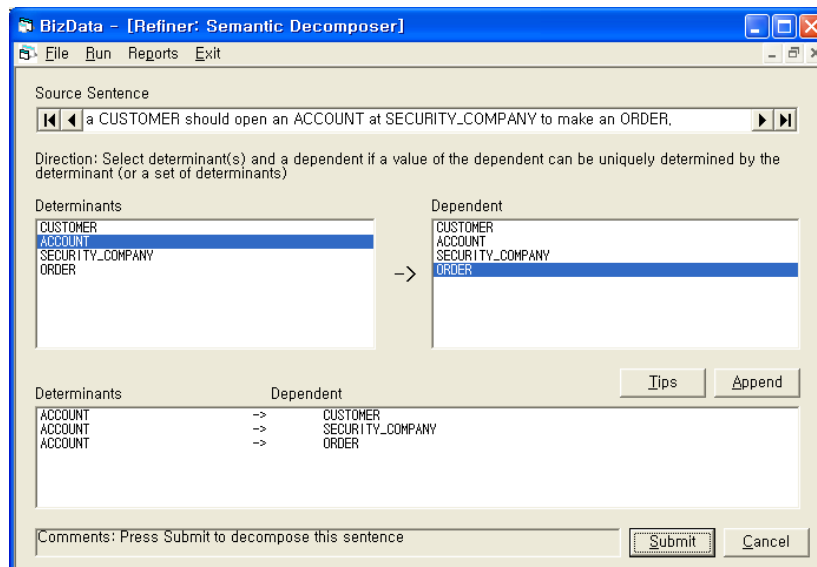 BizData - [Refiner: Semantic Decomposer]
File Run Reports Exit
Source Sentence
a CUSTOMER should open an ACCOUNT at SECURITY_COMPANY to make an ORDER,
Direction: Select determinant(s) and a dependent if a value of the dependent can be uniquely determined by the
determinant (or a set of determinants)
Determinants Dependent
CUSTOMER CUSTOMER
ACCOUNT ACCOUNT
SECURITY_COMPANY SECURITY_COMPANY
ORDER -> ORDER
Tips Append
Determinants Dependent
ACCOUNT -> CUSTOMER
ACCOUNT -> SECURITY_COMPANY
ACCOUNT -> ORDER
Comments: Press Submit to decompose this sentence Submit Cancel